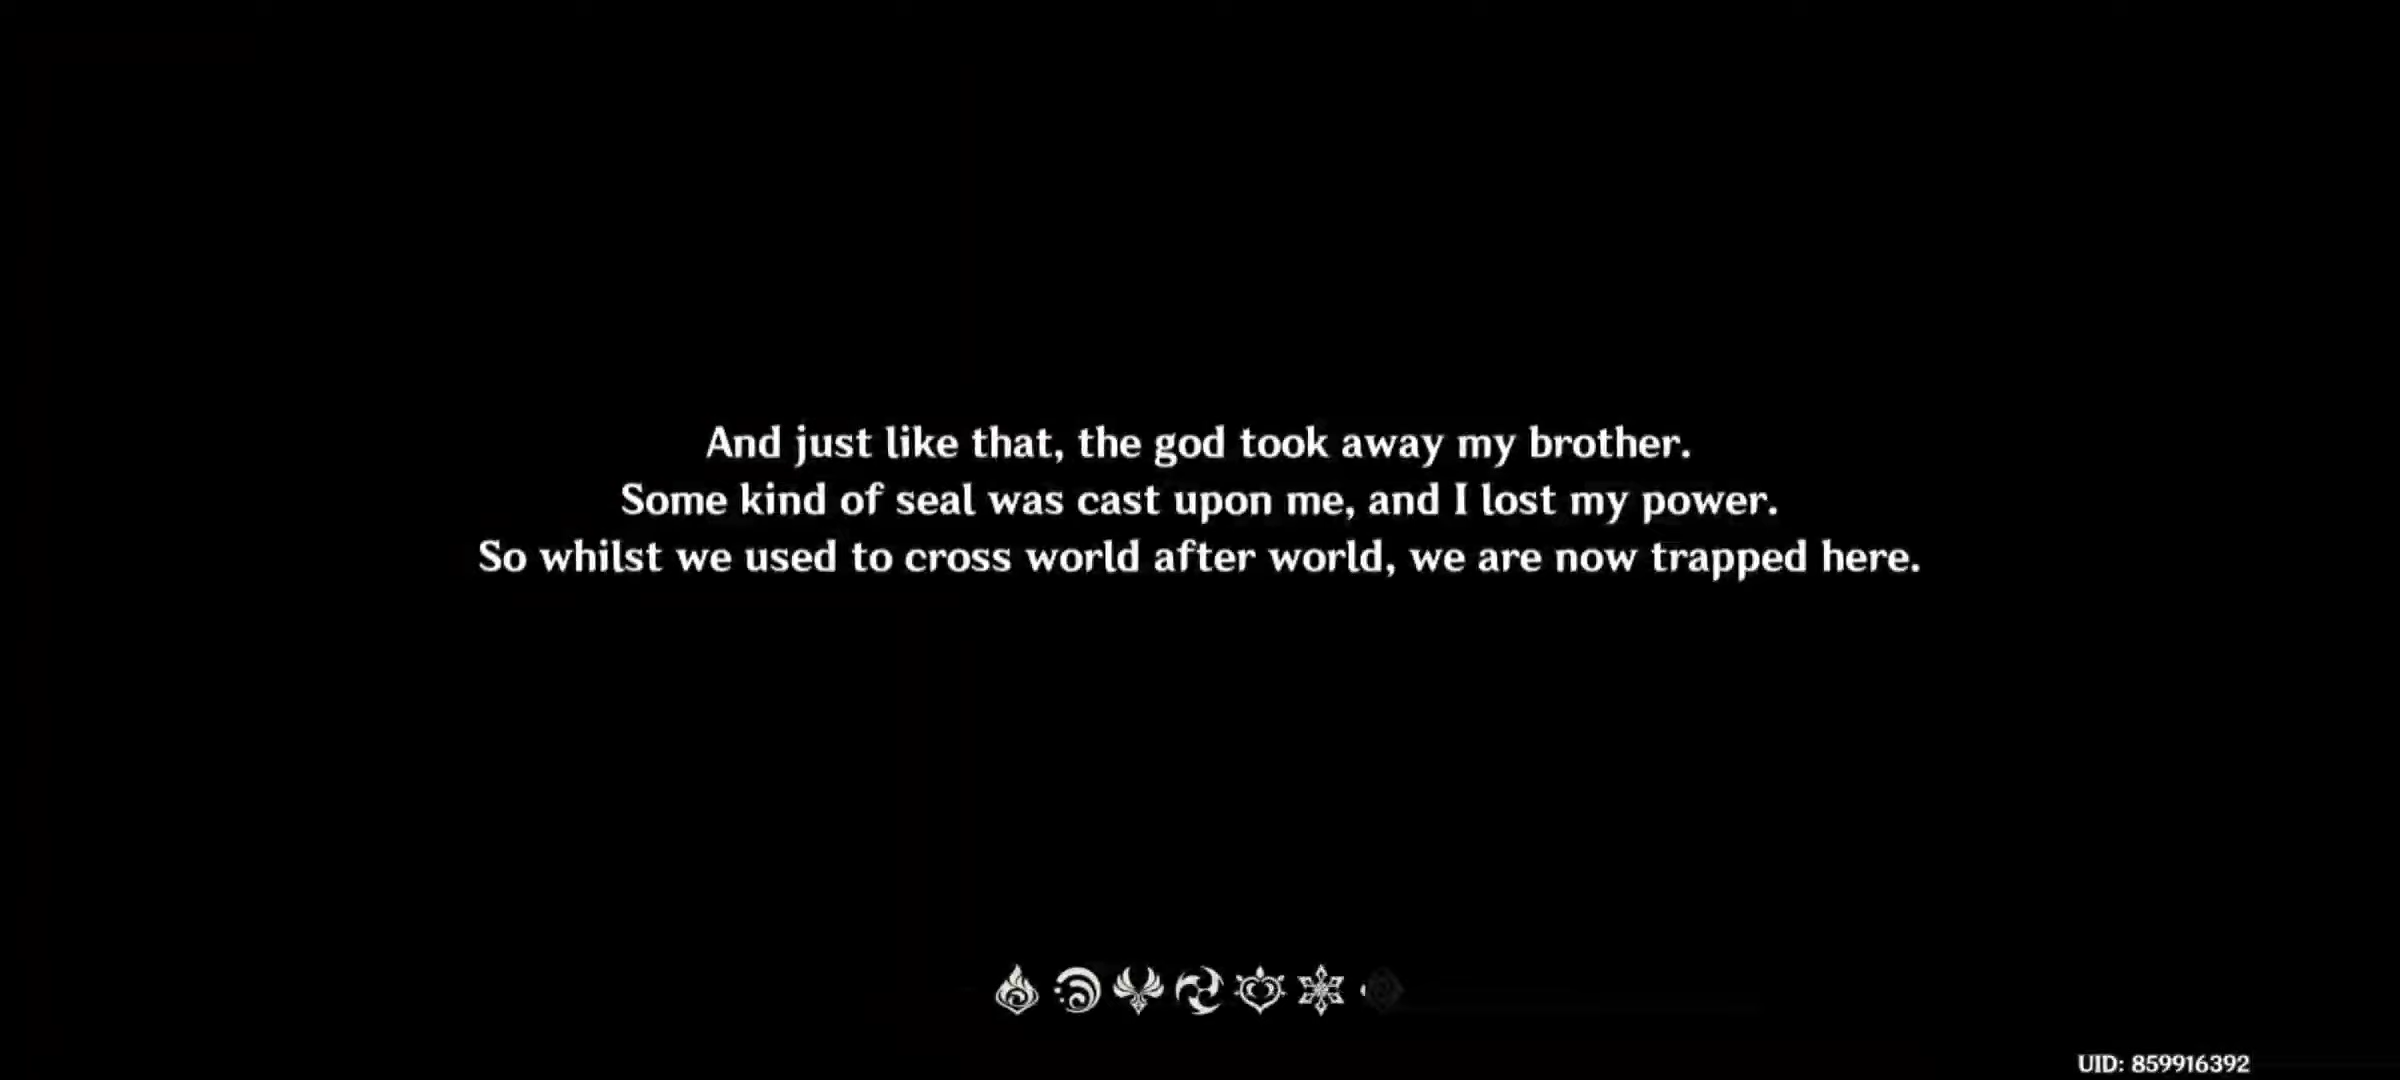 And just like that, the god took away my brother.
Some kind of seal was cast upon me, and I lost my power.
So whilst we used to cross world after world, we are now trapped here.
UID: 859916392